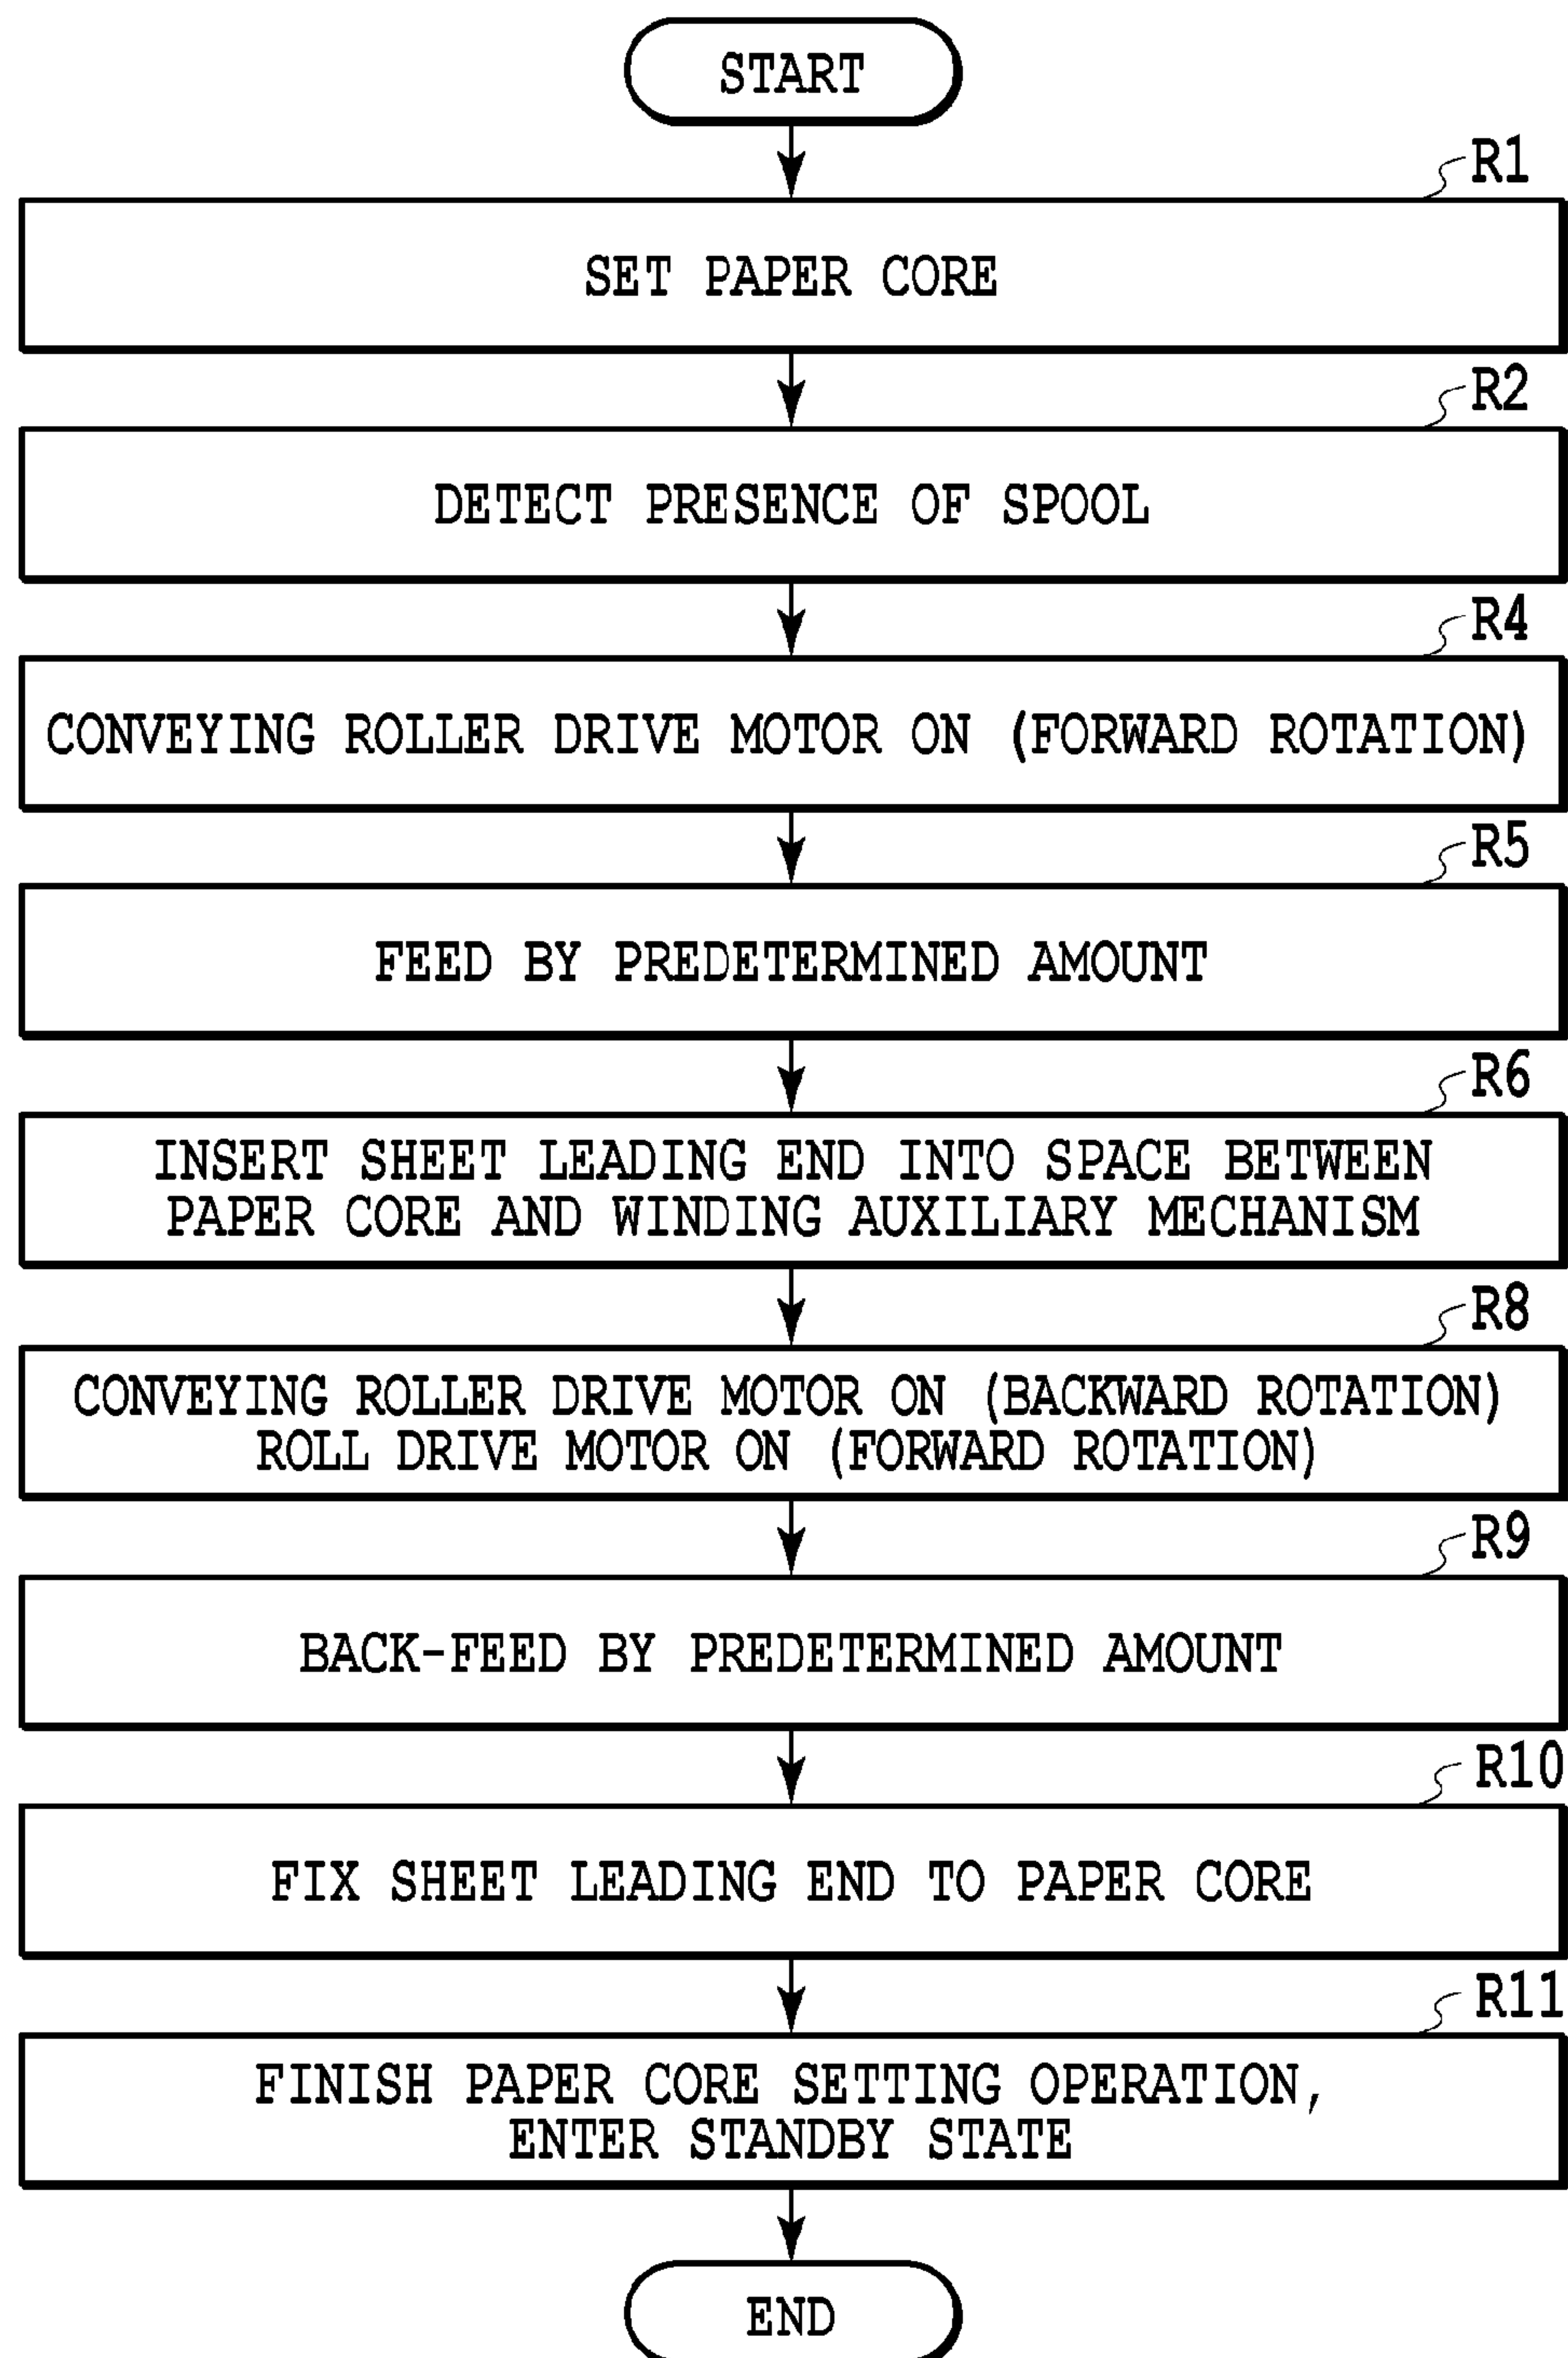 START
R1
SET PAPER CORE
R2
DETECT PRESENCE OF SPOOL
R4
CONVEYING ROLLER DRIVE MOTOR ON (FORWARD ROTATION)
R5
FEED BY PREDETERMINED AMOUNT
R6
INSERT SHEET LEADING END INTO SPACE BETWEEN
PAPER CORE AND WINDING AUXILIARY MECHANISM
R8
CONVEYING ROLLER DRIVE MOTOR ON (BACKWARD ROTATION)
ROLL DRIVE MOTOR ON (FORWARD ROTATION)
R9
BACK-FEED BY PREDETERMINED AMOUNT
R10
FIX SHEET LEADING END TO PAPER CORE
R11
FINISH PAPER CORE SETTING OPERATION,
ENTER STANDBY STATE
END